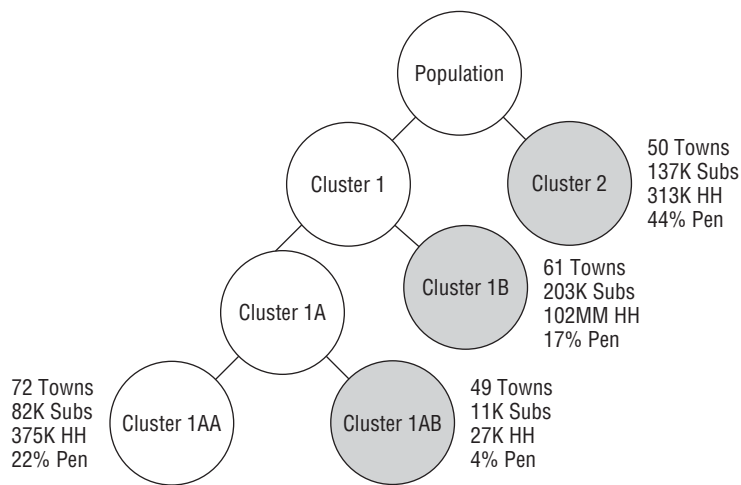 Population
Cluster 1
Cluster 2
50 Towns
137K Subs
313K HH
44% Pen
Cluster 1A
Cluster 1B
61 Towns
203K Subs
102MM HH
17% Pen
72 Towns
82K Subs
375K HH
22% Pen
Cluster 1AA
Cluster 1AB
49 Towns
11K Subs
27K HH
4% Pen